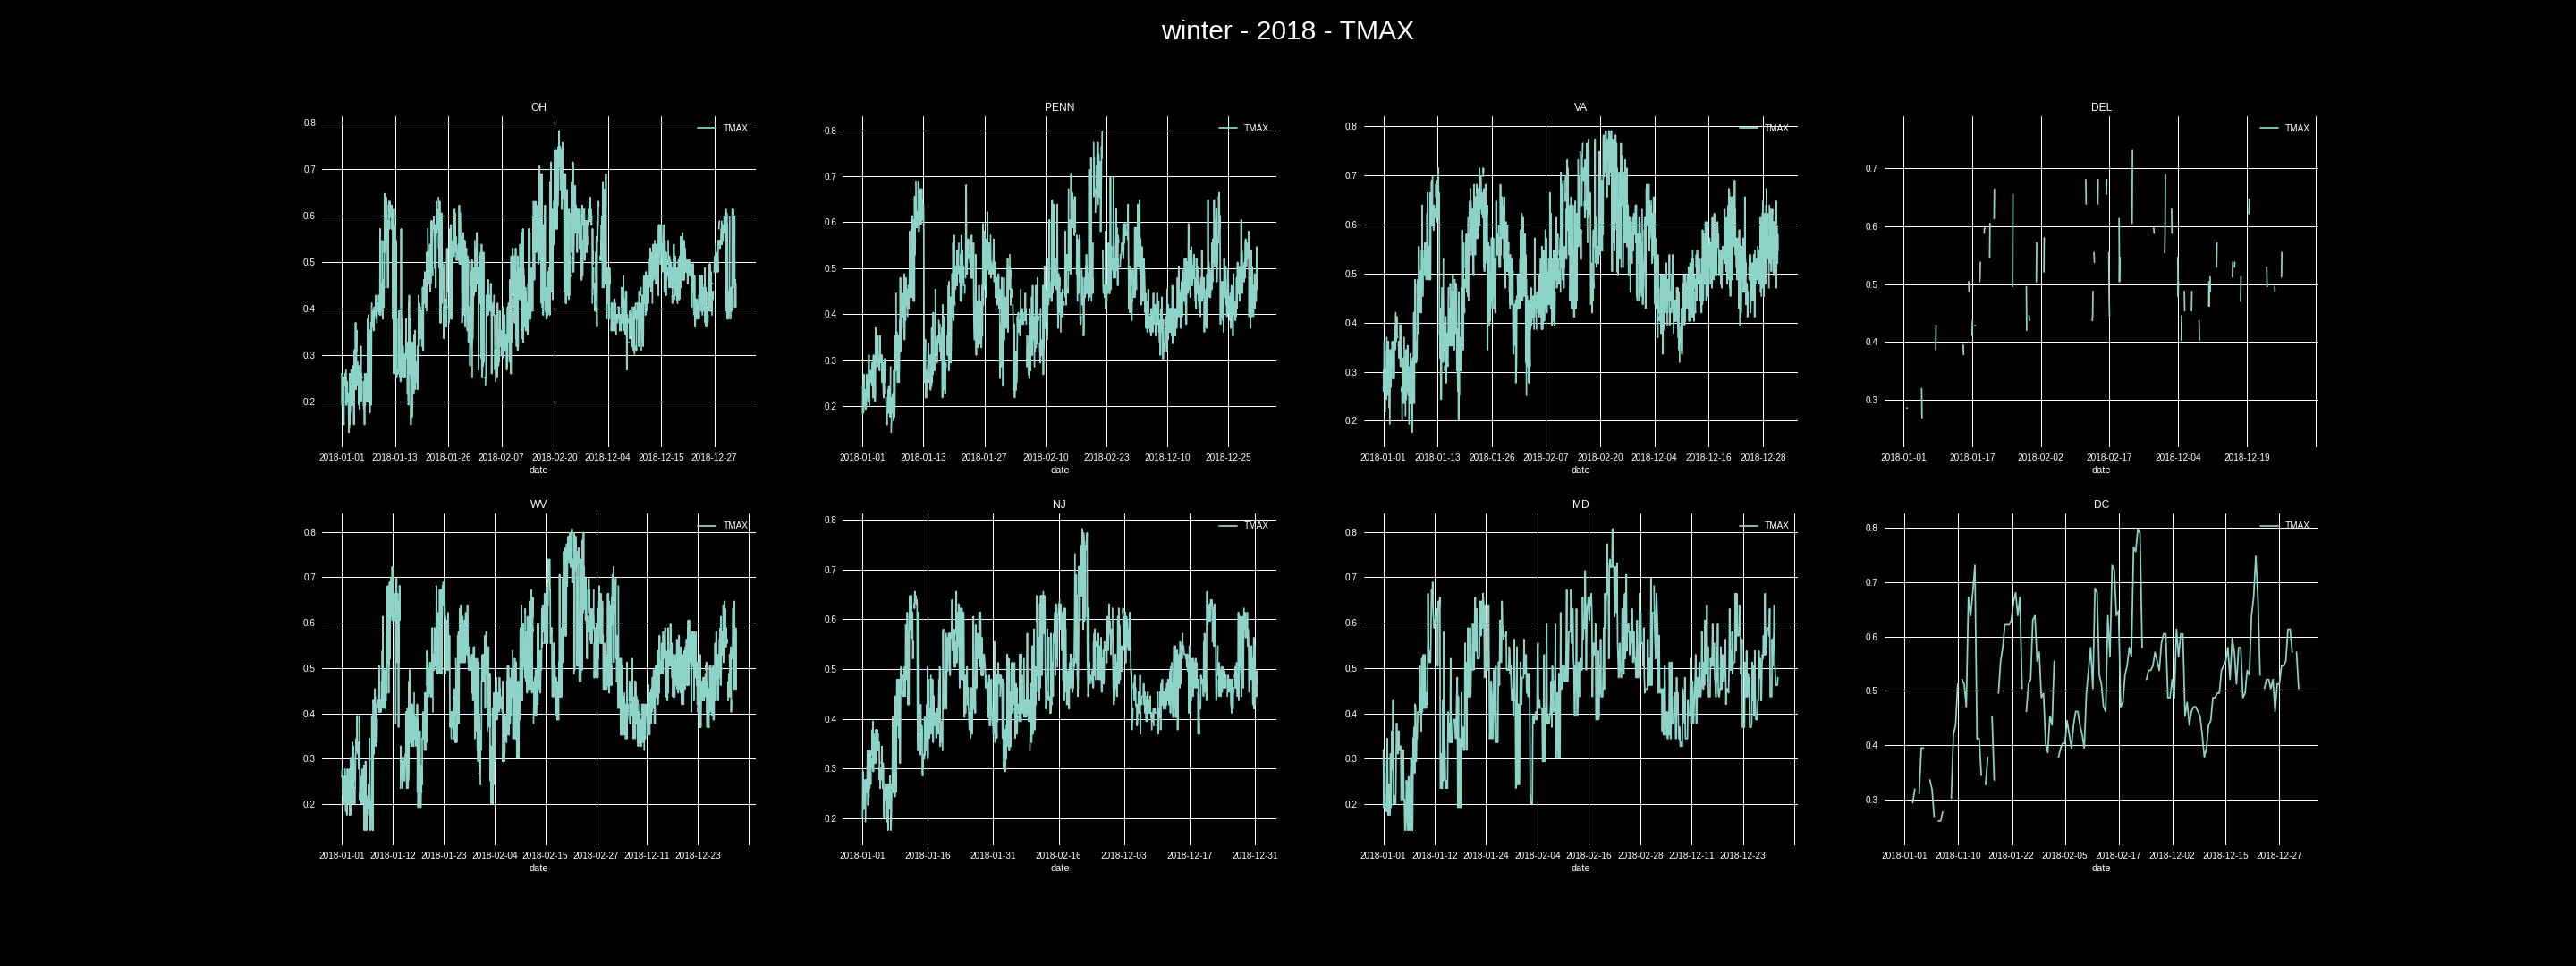 winter - 2018 - TMAX
OH
TMAX
0.8
0.7
0.6
0.5
0.4
0.3
0.2
2018-01-01 2018-01-13 2018-01-26 2018-02-07 2018-02-20 2018-12-04 2018-12-15 2018-12-27
date
PENN
TMAX
0.8
0.7
0.6
0.5
0.4
0.3
0.2
2018-01-01 2018-01-13 2018-01-27 2018-02-10 2018-02-23 2018-12-10 2018-12-25
date
VA
TMAX
0.8
0.7
0.6
0.5
0.4
0.3
0.2
2018-01-01 2018-01-13 2018-01-26 2018-02-07 2018-02-20 2018-12-04 2018-12-16 2018-12-28
date
DEL
TMAX
0.7
0.6
0.5
0.4
0.3
2018-01-01 2018-01-17 2018-02-02 2018-02-17 2018-12-04 2018-12-19
date
WV
TMAX
0.8
0.7
0.6
0.5
0.4
0.3
0.2
2018-01-01 2018-01-12 2018-01-23 2018-02-04 2018-02-15 2018-02-27 2018-12-11 2018-12-23
date
NJ
TMAX
0.8
0.7
0.6
0.5
0.4
0.3
0.2
2018-01-01 2018-01-16 2018-01-31 2018-02-16 2018-12-03 2018-12-17 2018-12-31
date
MD
TMAX
0.8
0.7
0.6
0.5
0.4
0.3
0.2
2018-01-01 2018-01-12 2018-01-24 2018-02-04 2018-02-16 2018-02-28 2018-12-11 2018-12-23
date
DC
TMAX
0.8
0.7
0.6
0.5
0.4
0.3
2018-01-01 2018-01-10 2018-01-22 2018-02-05 2018-02-17 2018-12-02 2018-12-15 2018-12-27
date